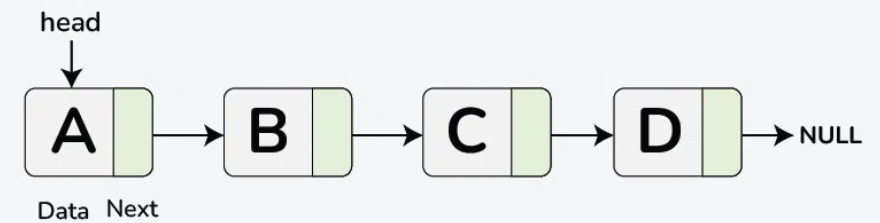 head
A B C D NULL
Data Next